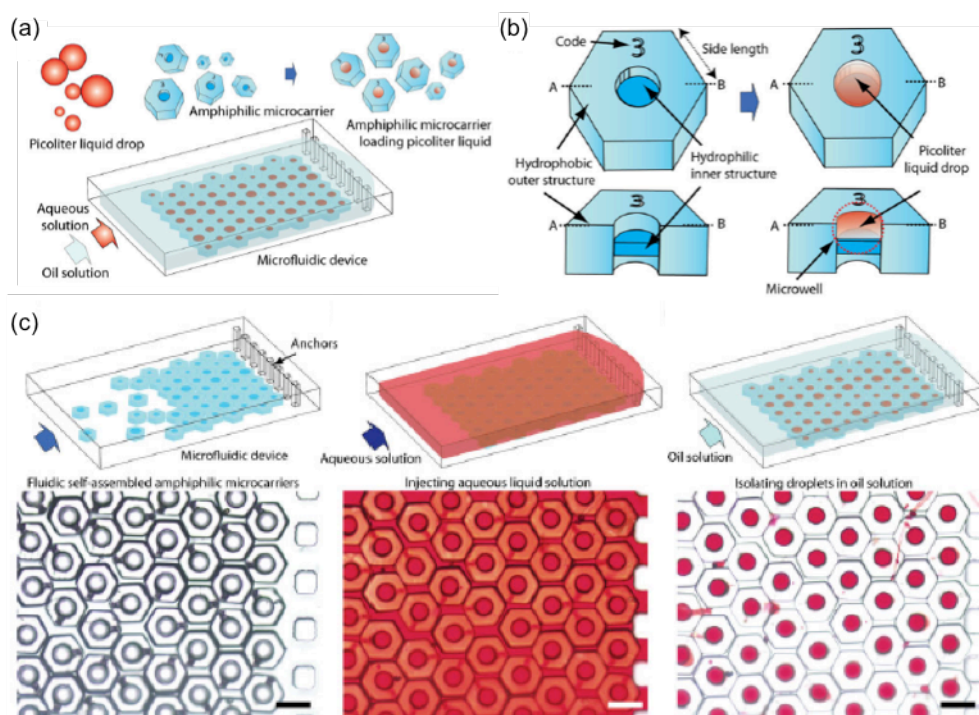 (a)
Picoliter liquid drop
Amphiphilic microcarrier
Amphiphilic microcarrier
loading picoliter liquid
Aqueous
solution
Oil solution
Microfluidic device
(b)
Code
3
Side length
3
A
B
A
B
Hydrophobic
outer structure
Hydrophilic
inner structure
Picoliter
liquid drop
3
3
A
B
A
B
Microwell
(c)
Anchors
Microfluidic device
Aqueous solution
Oil solution
Fluidic self-assembled amphiphilic microcarriers
Injecting aqueous liquid solution
Isolating droplets in oil solution